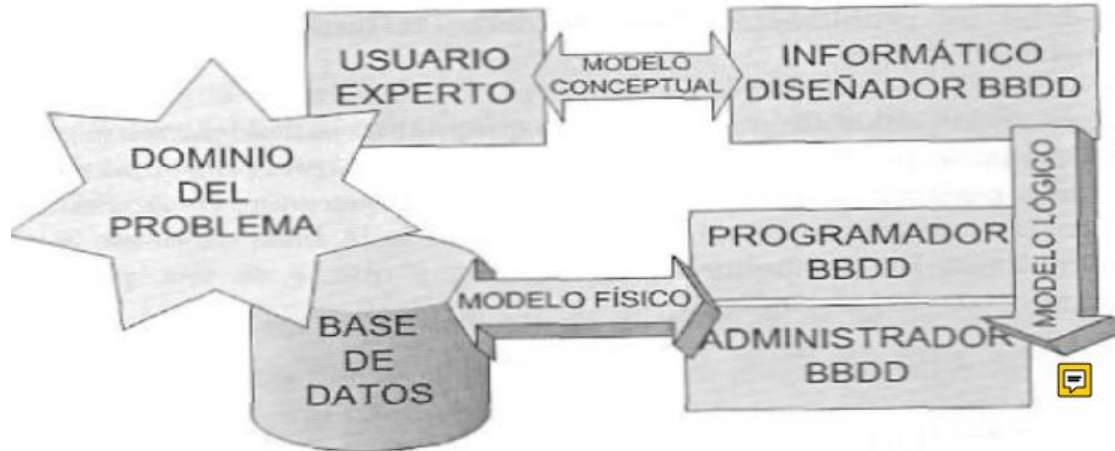 USUARIO
EXPERTO
MODELO
CONCEPTUAL
INFORMÁTICO
DISEÑADOR BBDD
DOMINIO
DEL
PROBLEMA
MODELO LÓGICO
PROGRAMADOR
BBDD
MODELO FÍSICO
BASE
DE
DATOS
ADMINISTRADOR
BBDD